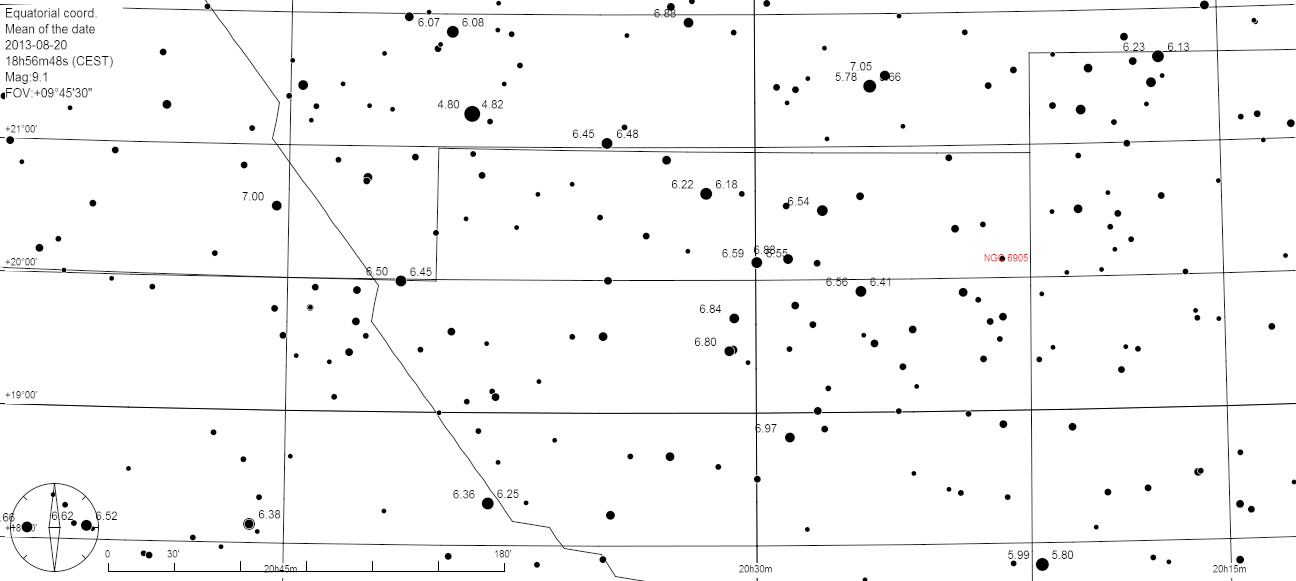 Equatorial coord.
Mean of the date
2013-08-20
18h56m48s (CEST)
Mag:9.1
FOV:+09°45'30"
6.07 6.08
6.88
6.23 6.13
7.05
5.78
4.80 4.82
+21°00'
6.45 6.48
6.22 6.18
7.00
6.54
6.88
6.59 6.55
NGC 6905
+20°00'
6.50 6.45
6.56 6.41
6.84
6.80
+19°00'
6.97
6.36 6.25
6.38
.66 6.62 6.52
0 30' 180'
5.99 5.80
20h45m 20h30m 20h15m